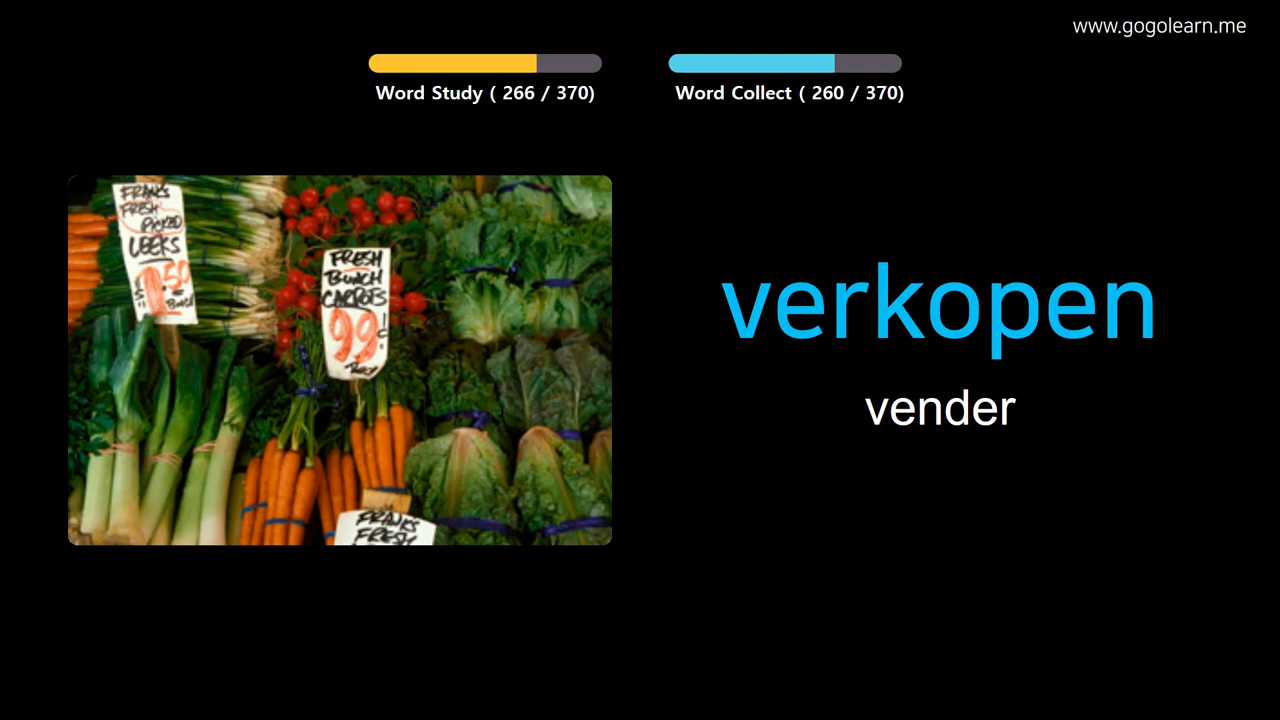 www.gogolearn.me
Word Study ( 266 / 370)
Word Collect ( 260 / 370)
FRANK'S
FRESH
PICKED
LEEKS
50
FRESH
BUNCH
CARROTS
99¢
verkopen
vender
FRANK'S
FRESH